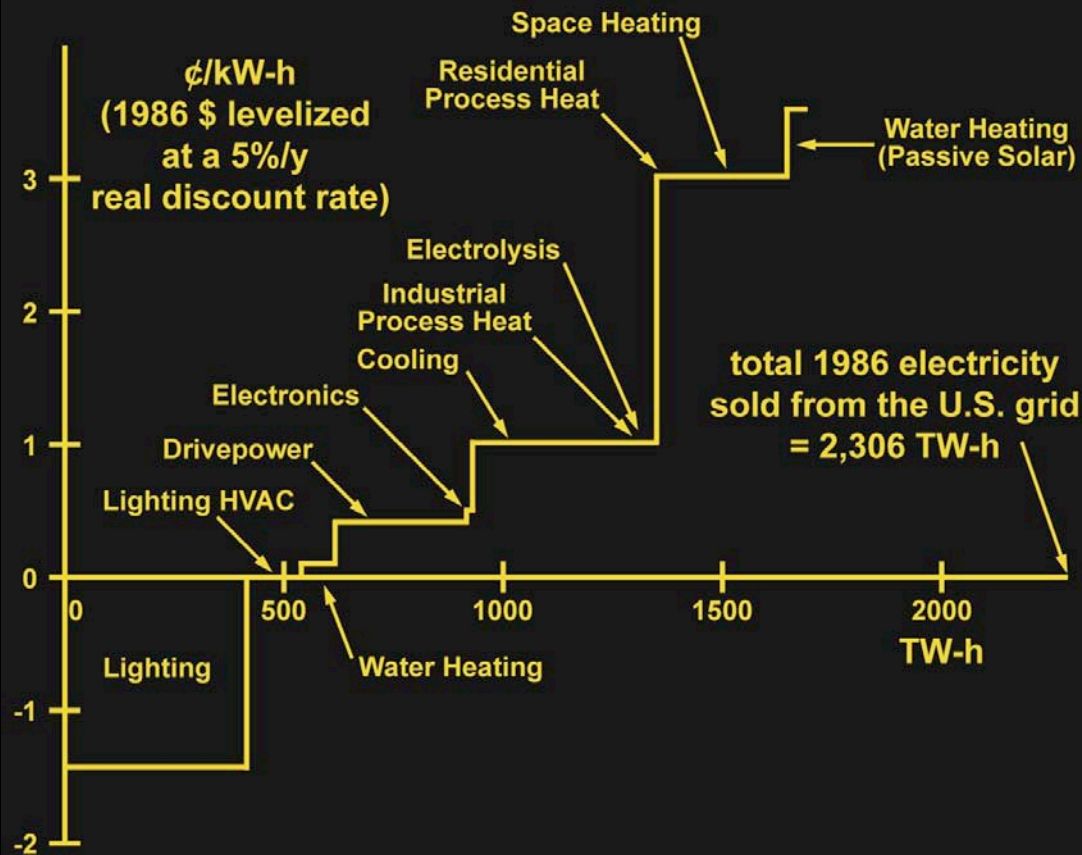 Space Heating
¢/kW-h
(1986 $ levelized
at a 5%/y
real discount rate)
Residential
Process Heat
Water Heating
(Passive Solar)
3
Electrolysis
Industrial
Process Heat
2
Cooling
total 1986 electricity
sold from the U.S. grid
= 2,306 TW-h
Electronics
1
Drivepower
Lighting HVAC
0
0
500
1000
1500
2000
TW-h
Lighting
Water Heating
-1
-2